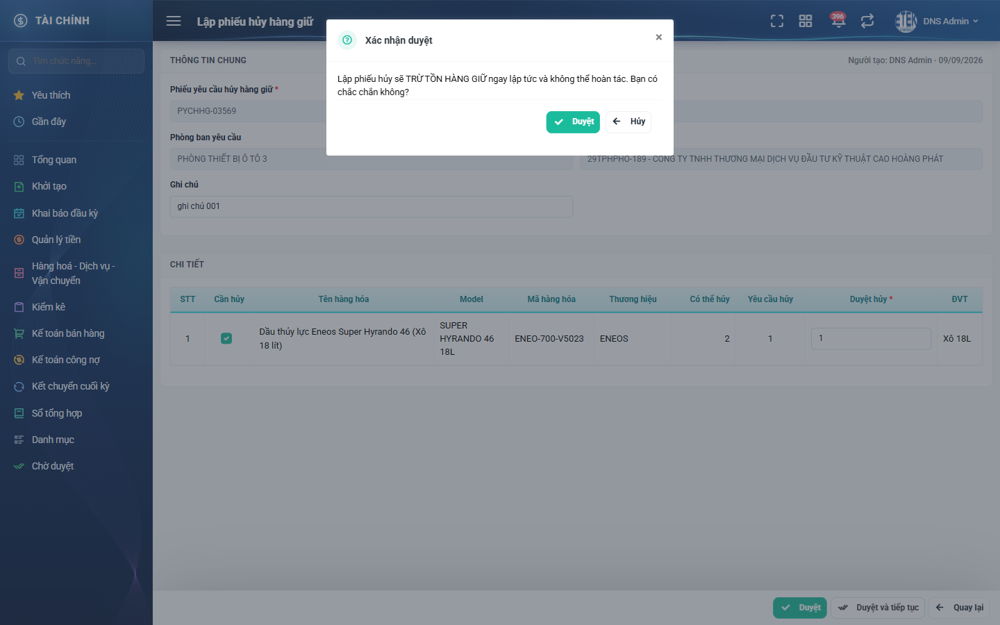 TÀI CHÍNH
Tìm chức năng...
Yêu thích
Gần đây
Tổng quan
Khởi tạo
Khai báo đầu kỳ
Quản lý tiền
Hàng hoá - Dịch vụ -
Vận chuyển
Kiểm kê
Kế toán bán hàng
Kế toán công nợ
Kết chuyển cuối kỳ
Sổ tổng hợp
Danh mục
Chờ duyệt
Lập phiếu hủy hàng giữ
396
DNS Admin
Xác nhận duyệt
×
Lập phiếu hủy sẽ TRỪ TỒN HÀNG GIỮ ngay lập tức và không thể hoàn tác. Bạn có
chắc chắn không?
Duyệt
Hủy
THÔNG TIN CHUNG
Người tạo: DNS Admin - 09/09/2026
Phiếu yêu cầu hủy hàng giữ *
PYCHHG-03569
Phòng ban yêu cầu
PHÒNG THIẾT BỊ Ô TÔ 3
29TPHPHO-189 - CÔNG TY TNHH THƯƠNG MẠI DỊCH VỤ ĐẦU TƯ KỸ THUẬT CAO HOÀNG PHÁT
Ghi chú
ghi chú 001
CHI TIẾT
STT Cần hủy Tên hàng hóa Model Mã hàng hóa Thương hiệu Có thể hủy Yêu cầu hủy Duyệt hủy * ĐVT
1 Dầu thủy lực Eneos Super Hyrando 46 (Xô 18 lít) SUPER HYRANDO 46 18L ENEO-700-V5023 ENEOS 2 1 1 Xô 18L
Duyệt
Duyệt và tiếp tục
Quay lại